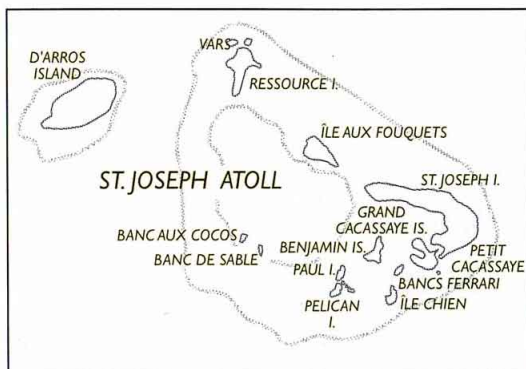 VARS
D'ARROS
ISLAND
RESSOURCE I.
ÎLE AUX FOUQUETS
ST. JOSEPH ATOLL
ST. JOSEPH I.
GRAND
CACASSAYE IS.
BANC AUX COCOS
BENJAMIN IS.
PETIT
CACASSAYE
BANC DE SABLE
PAUL I.
BANCS FERRARI
PELICAN
I.
ÎLE CHIEN